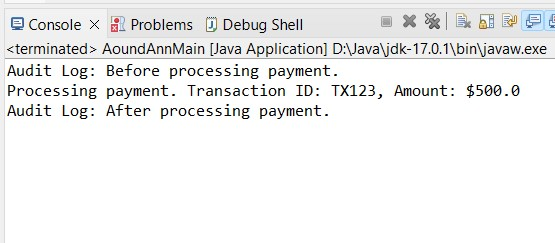 Console Problems Debug Shell
<terminated> AoundAnnMain [Java Application] D:\Java\jdk-17.0.1\bin\javaw.exe
Audit Log: Before processing payment.
Processing payment. Transaction ID: TX123, Amount: $500.0
Audit Log: After processing payment.